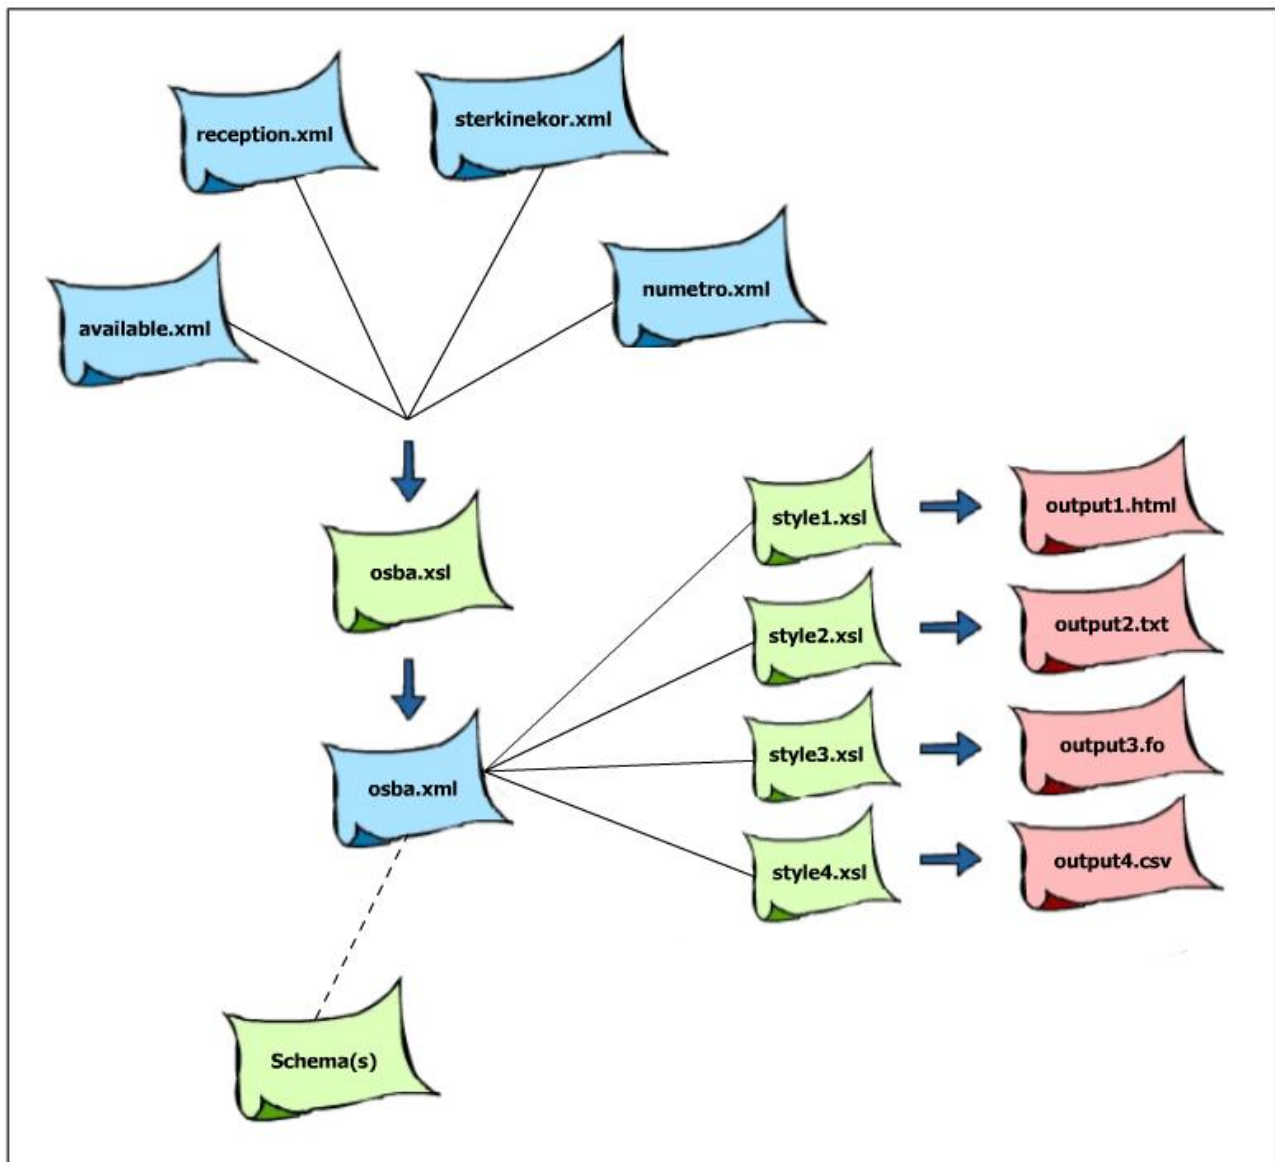 reception.xml
sterkinekor.xml
available.xml
numetro.xml
osba.xsl
osba.xml
Schema(s)
style1.xsl
output1.html
style2.xsl
output2.txt
style3.xsl
output3.fo
style4.xsl
output4.csv